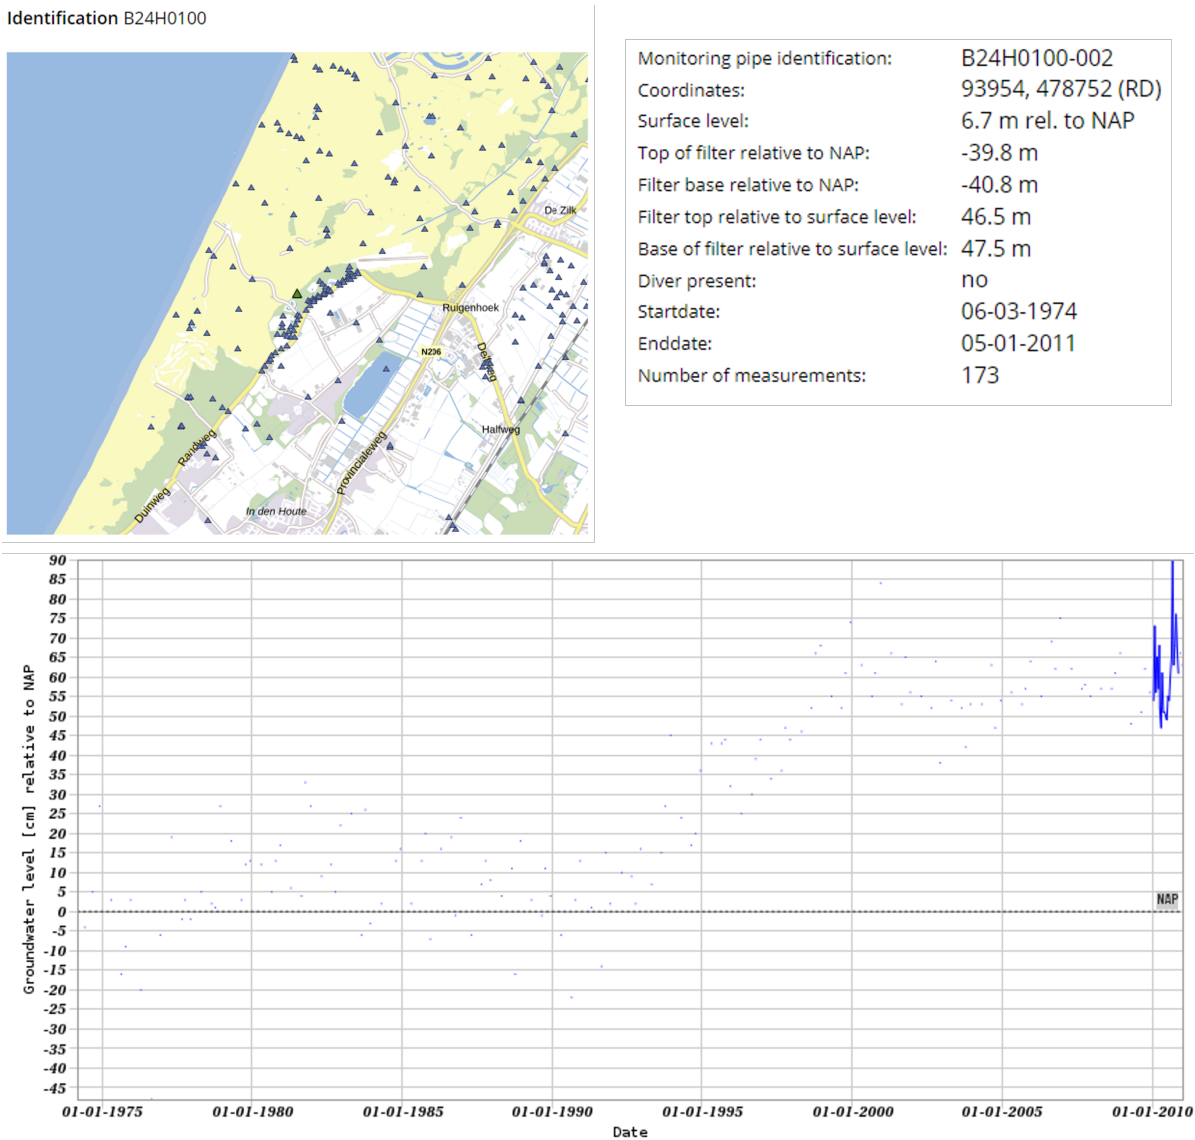 Identification B24H0100
De Zilk
Ruigenhoek
N206
Delfweg
Halfweg
Randweg
Provincialeweg
Duinweg
In den Houte
Monitoring pipe identification: B24H0100-002
Coordinates: 93954, 478752 (RD)
Surface level: 6.7 m rel. to NAP
Top of filter relative to NAP: -39.8 m
Filter base relative to NAP: -40.8 m
Filter top relative to surface level: 46.5 m
Base of filter relative to surface level: 47.5 m
Diver present: no
Startdate: 06-03-1974
Enddate: 05-01-2011
Number of measurements: 173
Groundwater level [cm] relative to NAP
90
85
80
75
70
65
60
55
50
45
40
35
30
25
20
15
10
5
0
-5
-10
-15
-20
-25
-30
-35
-40
-45
NAP
01-01-1975 01-01-1980 01-01-1985 01-01-1990 01-01-1995 01-01-2000 01-01-2005 01-01-2010
Date